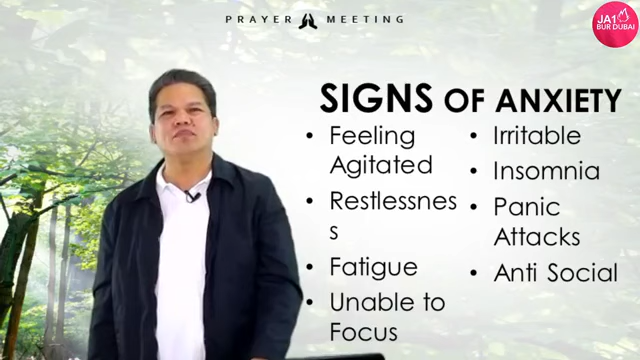 PRAYER MEETING
JA1
BUR DUBAI
SIGNS OF ANXIETY
• Feeling
Agitated
• Restlessnes
s
• Fatigue
• Unable to
Focus
• Irritable
• Insomnia
• Panic
Attacks
• Anti Social